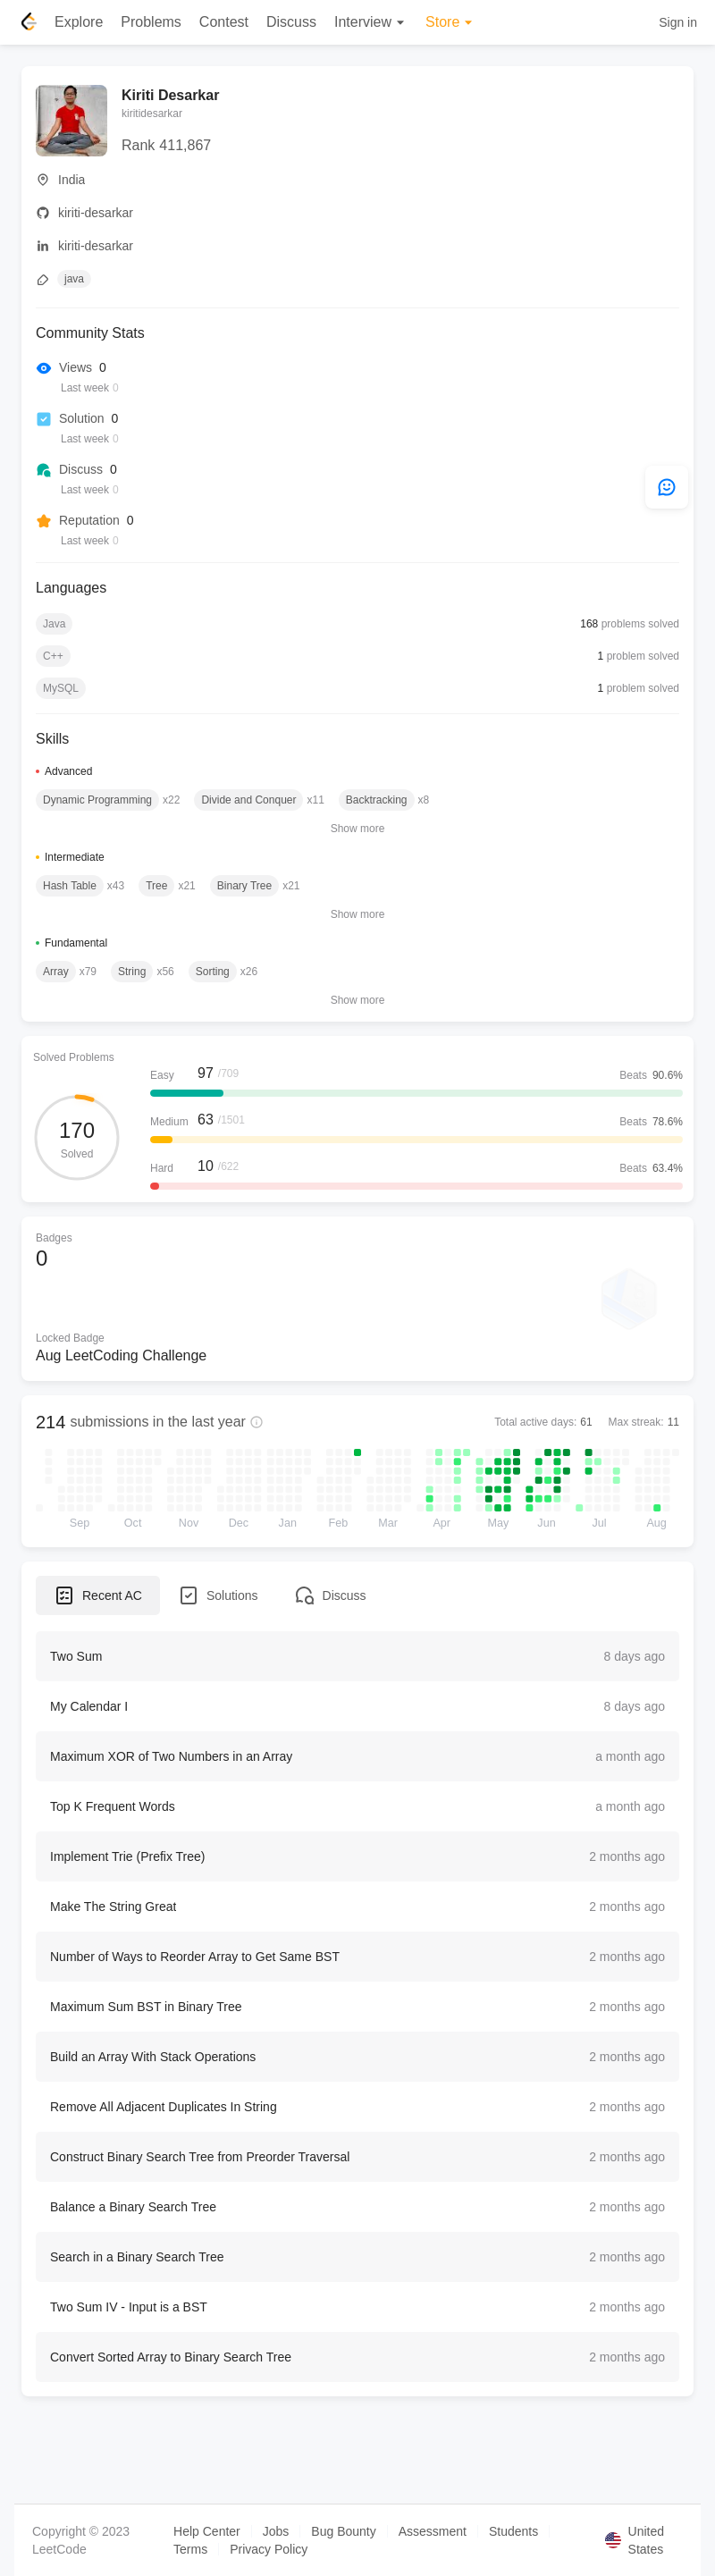 Explore Problems Contest Discuss Interview Store Sign in
Kiriti Desarkar
kiritidesarkar
Rank 411,867
India
kiriti-desarkar
kiriti-desarkar
java
Community Stats
Views 0
Last week 0
Solution 0
Last week 0
Discuss 0
Last week 0
Reputation 0
Last week 0
Languages
Java 168 problems solved
C++ 1 problem solved
MySQL 1 problem solved
Skills
Advanced
Dynamic Programming x22 Divide and Conquer x11 Backtracking x8
Show more
Intermediate
Hash Table x43 Tree x21 Binary Tree x21
Show more
Fundamental
Array x79 String x56 Sorting x26
Show more
Solved Problems
170
Solved
Easy 97 /709 Beats 90.6%
Medium 63 /1501 Beats 78.6%
Hard 10 /622 Beats 63.4%
Badges
0
Locked Badge
Aug LeetCoding Challenge
214 submissions in the last year Total active days: 61 Max streak: 11
Sep Oct Nov Dec Jan Feb Mar Apr May Jun Jul Aug
Recent AC Solutions Discuss
Two Sum 8 days ago
My Calendar I 8 days ago
Maximum XOR of Two Numbers in an Array a month ago
Top K Frequent Words a month ago
Implement Trie (Prefix Tree) 2 months ago
Make The String Great 2 months ago
Number of Ways to Reorder Array to Get Same BST 2 months ago
Maximum Sum BST in Binary Tree 2 months ago
Build an Array With Stack Operations 2 months ago
Remove All Adjacent Duplicates In String 2 months ago
Construct Binary Search Tree from Preorder Traversal 2 months ago
Balance a Binary Search Tree 2 months ago
Search in a Binary Search Tree 2 months ago
Two Sum IV - Input is a BST 2 months ago
Convert Sorted Array to Binary Search Tree 2 months ago
Copyright © 2023
LeetCode
Help Center Jobs Bug Bounty Assessment Students
Terms Privacy Policy
United
States